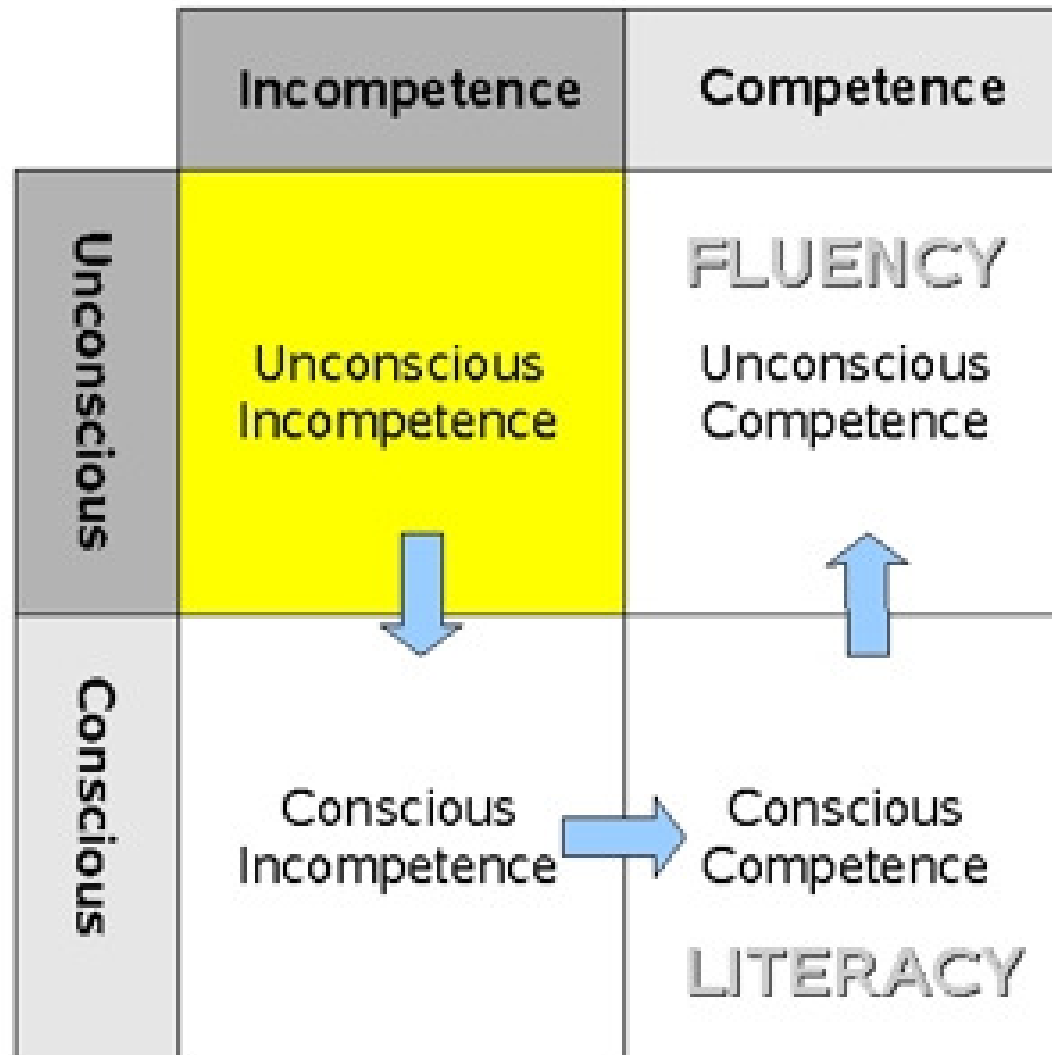 Incompetence
Competence
Unconscious
Unconscious
Incompetence
FLUENCY
Unconscious
Competence
Conscious
Conscious
Incompetence
Conscious
Competence
LITERACY